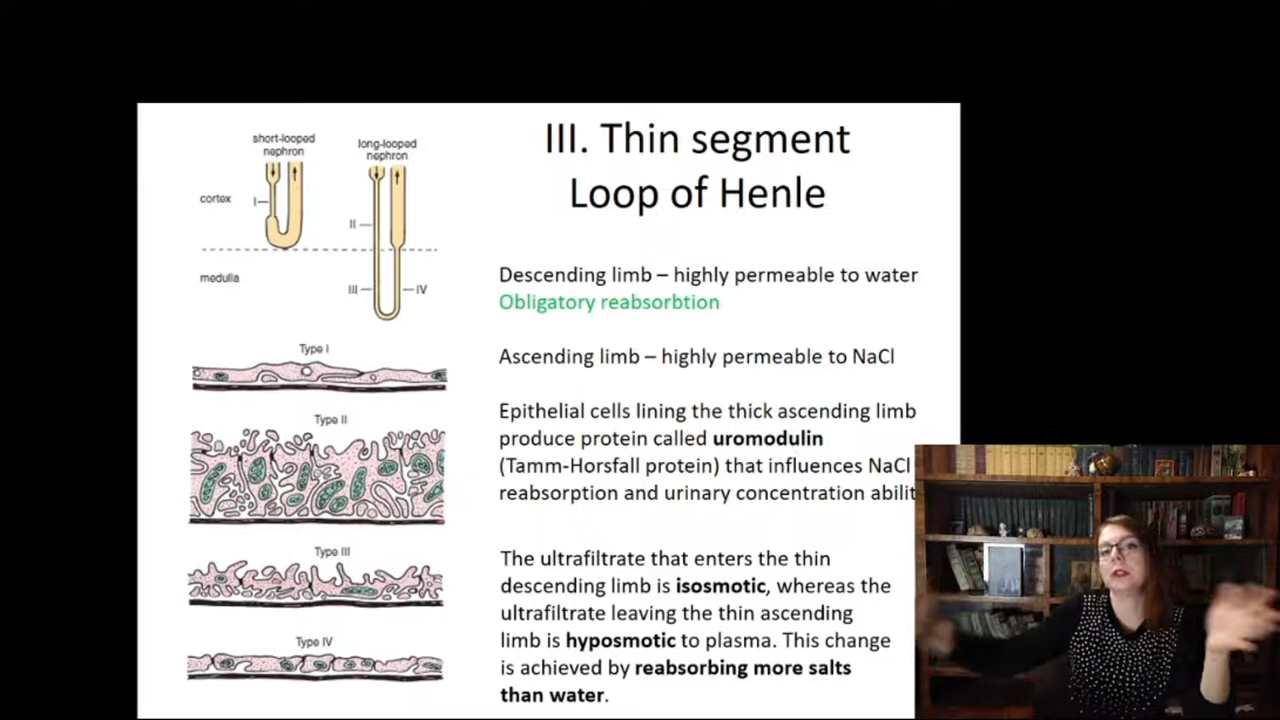 III. Thin segment
Loop of Henle
short-looped
nephron
long-looped
nephron
cortex
I
II
medulla
III
IV
Type I
Type II
Type III
Type IV
Descending limb – highly permeable to water
Obligatory reabsorbtion
Ascending limb – highly permeable to NaCl
Epithelial cells lining the thick ascending limb
produce protein called uromodulin
(Tamm-Horsfall protein) that influences NaCl
reabsorption and urinary concentration abilit
The ultrafiltrate that enters the thin
descending limb is isosmotic, whereas the
ultrafiltrate leaving the thin ascending
limb is hyposmotic to plasma. This change
is achieved by reabsorbing more salts
than water.